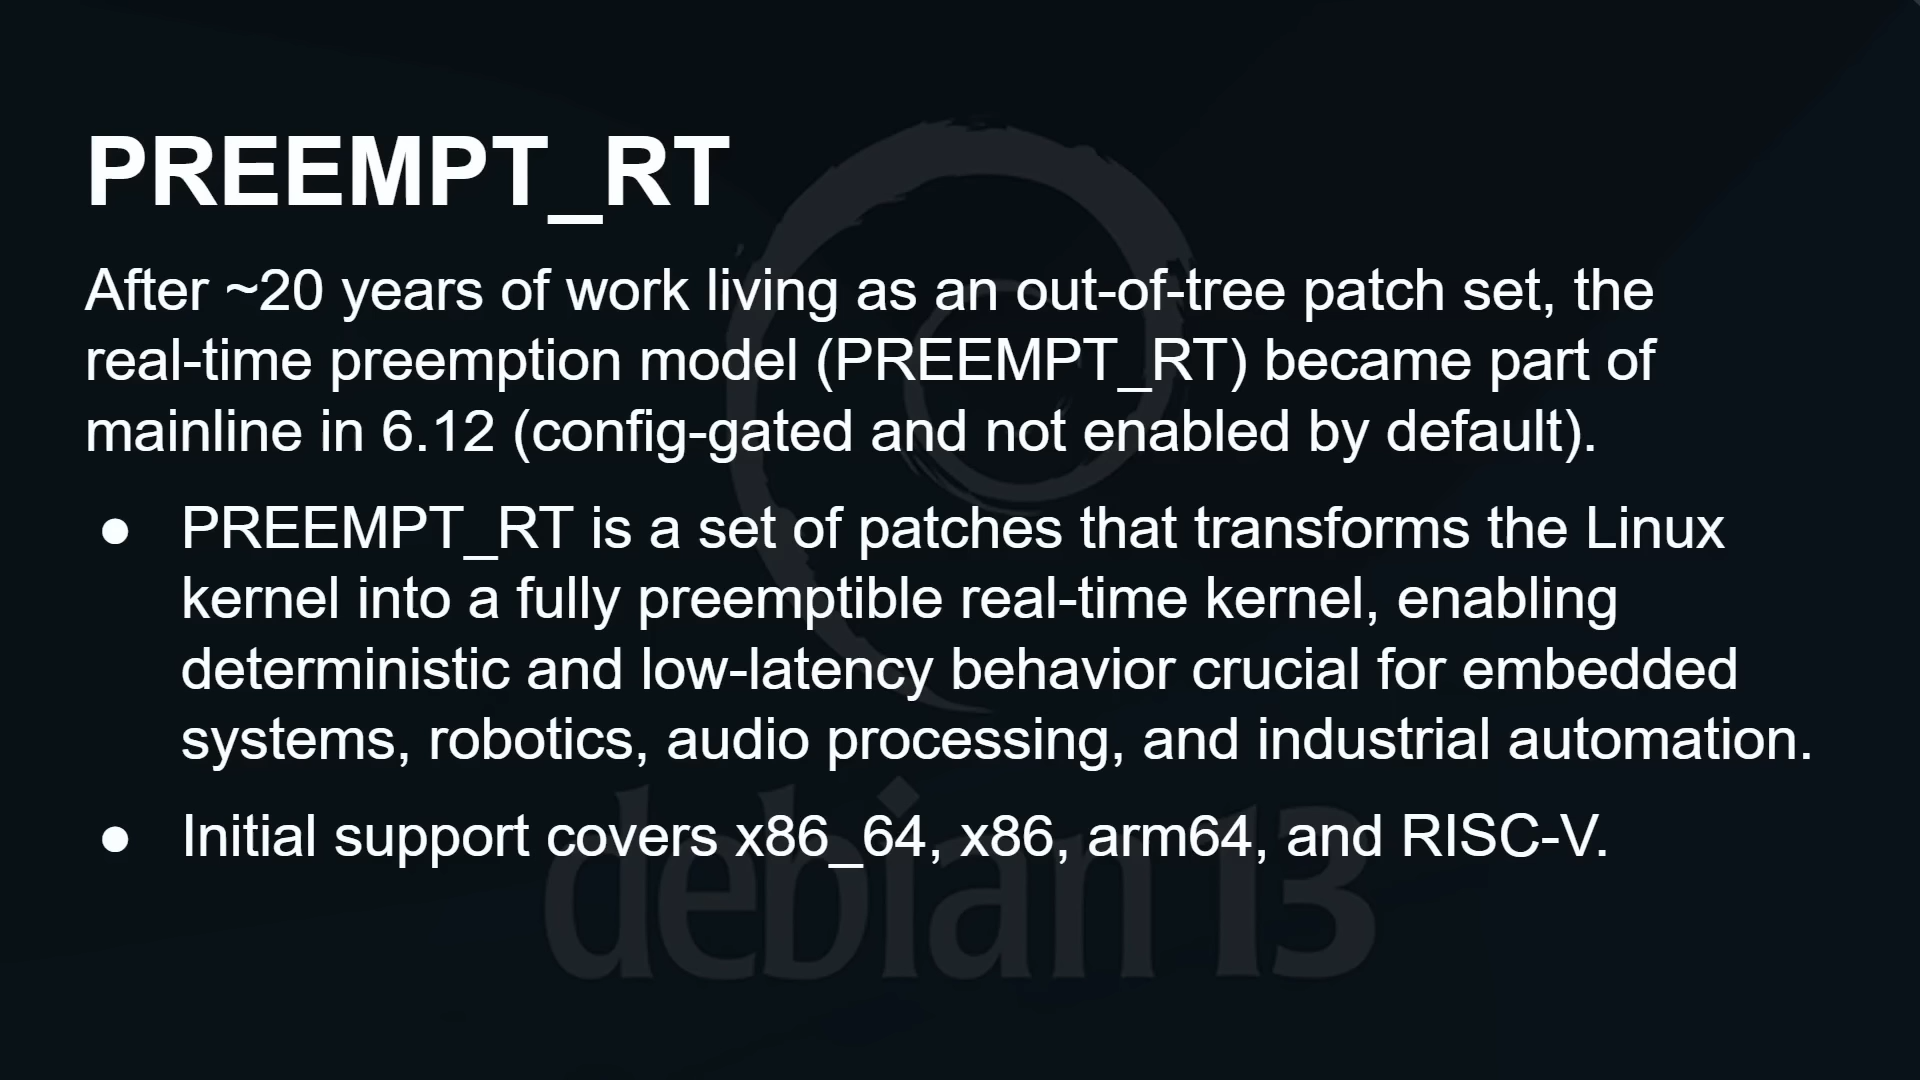 PREEMPT_RT
After ~20 years of work living as an out-of-tree patch set, the
real-time preemption model (PREEMPT_RT) became part of
mainline in 6.12 (config-gated and not enabled by default).
● PREEMPT_RT is a set of patches that transforms the Linux
kernel into a fully preemptible real-time kernel, enabling
deterministic and low-latency behavior crucial for embedded
systems, robotics, audio processing, and industrial automation.
● Initial support covers x86_64, x86, arm64, and RISC-V.
debian 13